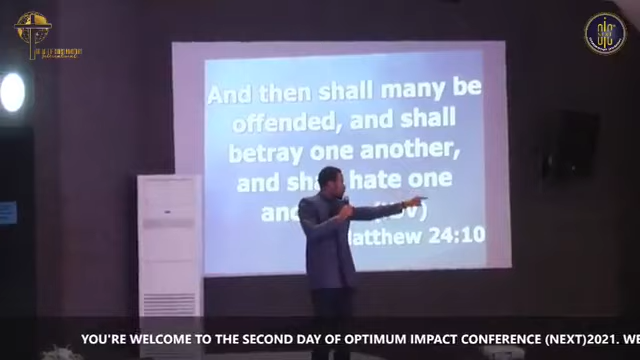 And then shall many be
offended, and shall
betray one another,
and hate one
Matthew 24:10
YOU'RE WELCOME TO THE SECOND DAY OF OPTIMUM IMPACT CONFERENCE (NEXT)2021. WE